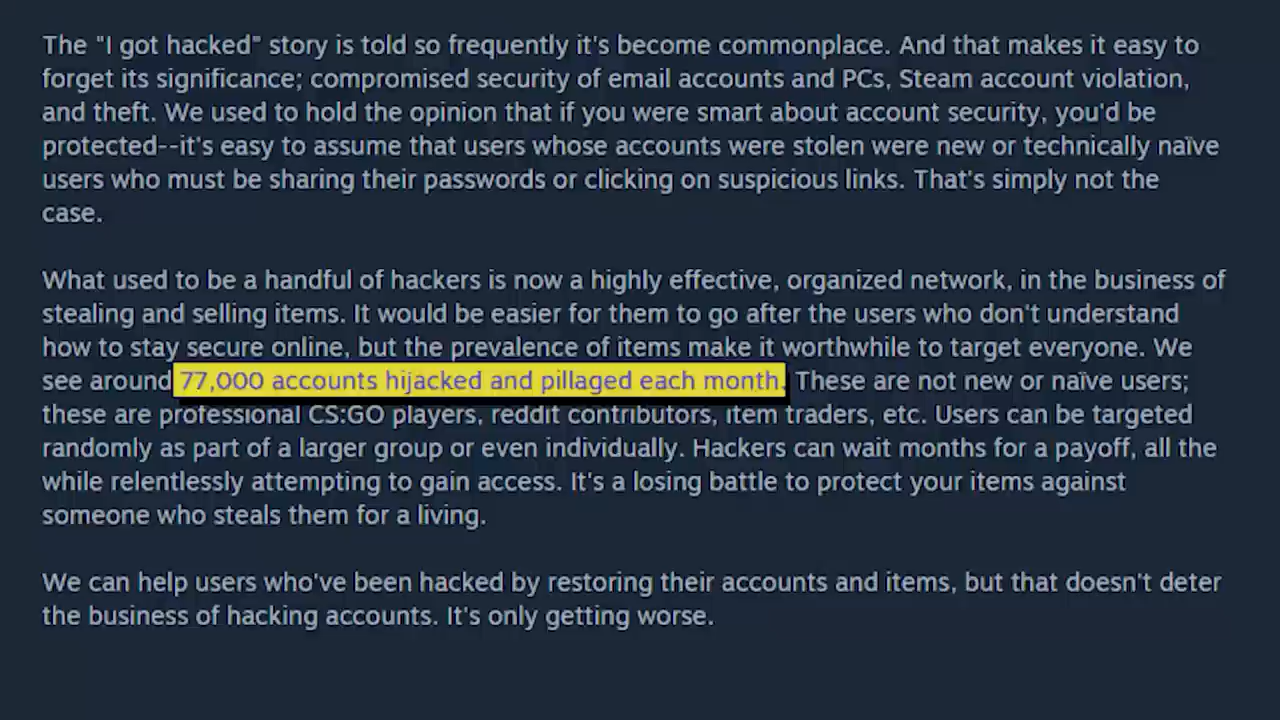 The "I got hacked" story is told so frequently it's become commonplace. And that makes it easy to
forget its significance; compromised security of email accounts and PCs, Steam account violation,
and theft. We used to hold the opinion that if you were smart about account security, you'd be
protected--it's easy to assume that users whose accounts were stolen were new or technically naïve
users who must be sharing their passwords or clicking on suspicious links. That's simply not the
case.
What used to be a handful of hackers is now a highly effective, organized network, in the business of
stealing and selling items. It would be easier for them to go after the users who don't understand
how to stay secure online, but the prevalence of items make it worthwhile to target everyone. We
see around 77,000 accounts hijacked and pillaged each month. These are not new or naïve users;
these are professional CS:GO players, reddit contributors, item traders, etc. Users can be targeted
randomly as part of a larger group or even individually. Hackers can wait months for a payoff, all the
while relentlessly attempting to gain access. It's a losing battle to protect your items against
someone who steals them for a living.
We can help users who've been hacked by restoring their accounts and items, but that doesn't deter
the business of hacking accounts. It's only getting worse.